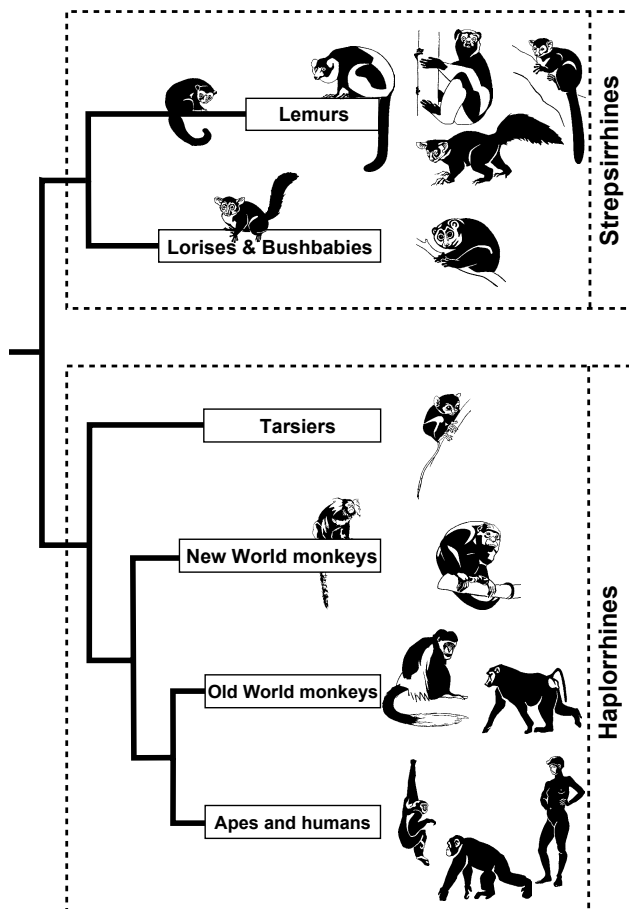 Lemurs
Lorises & Bushbabies
Strepsirrhines
Tarsiers
New World monkeys
Old World monkeys
Apes and humans
Haplorrhines